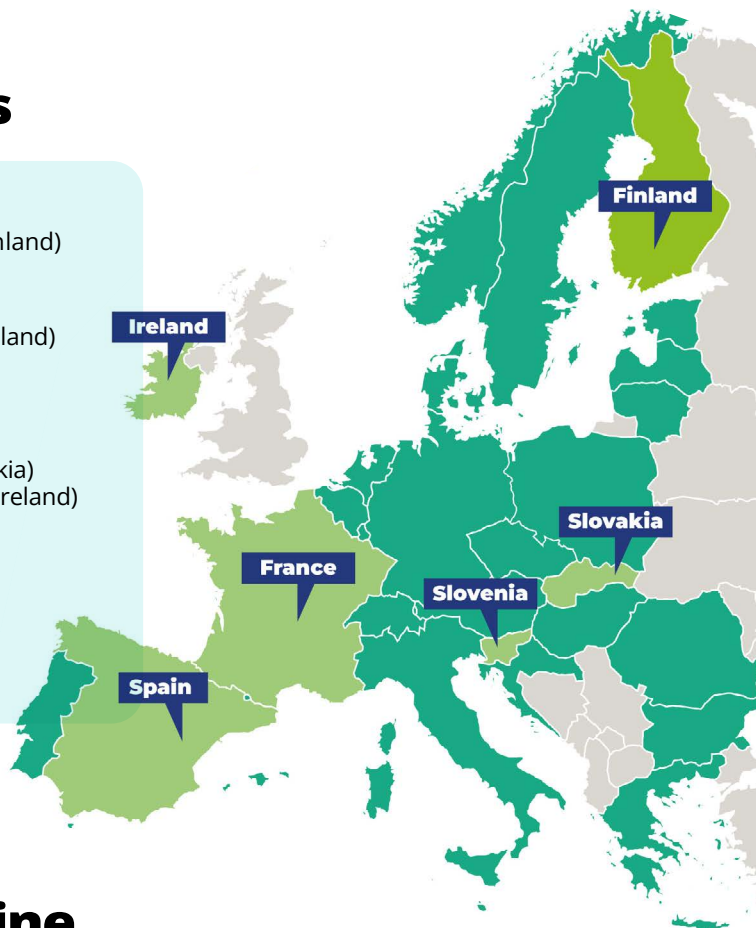 s
nland)
land)
kia)
reland)
ine
Finland
Ireland
Slovakia
France
Slovenia
Spain